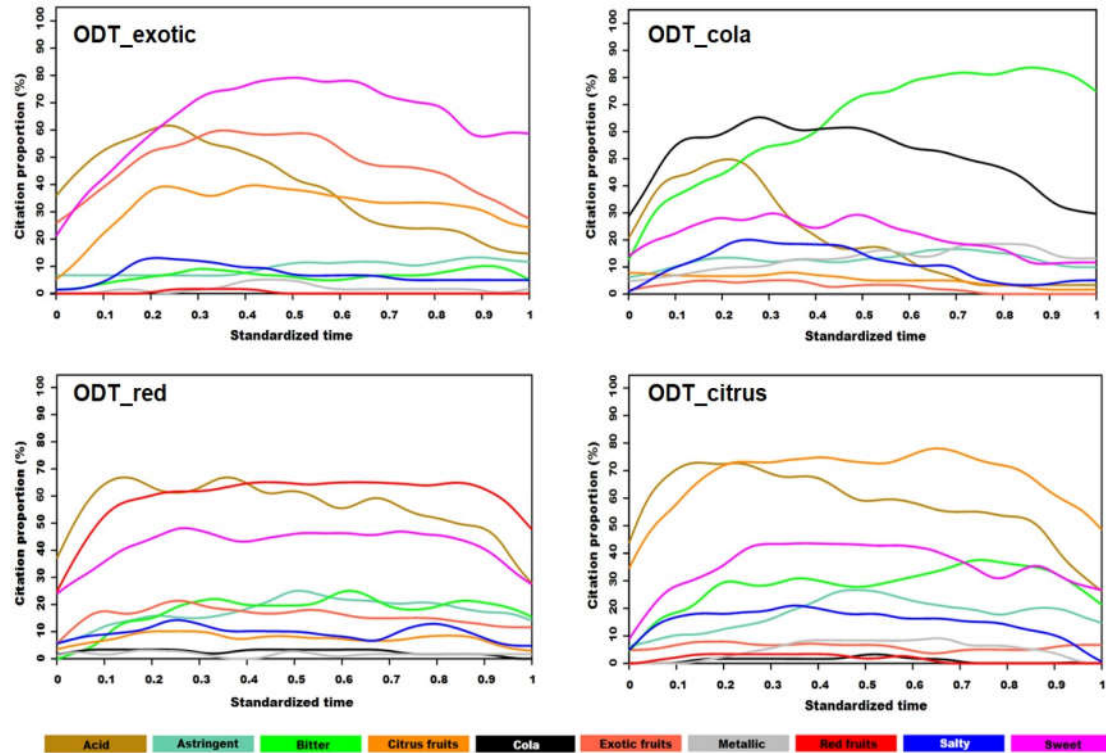 ODT_exotic
Citation proportion (%)
0 10 20 30 40 50 60 70 80 90 100
0 0.1 0.2 0.3 0.4 0.5 0.6 0.7 0.8 0.9 1
Standardized time
ODT_cola
Citation proportion (%)
0 10 20 30 40 50 60 70 80 90 100
0 0.1 0.2 0.3 0.4 0.5 0.6 0.7 0.8 0.9 1
Standardized time
ODT_red
Citation proportion (%)
0 10 20 30 40 50 60 70 80 90 100
0 0.1 0.2 0.3 0.4 0.5 0.6 0.7 0.8 0.9 1
Standardized time
ODT_citrus
Citation proportion (%)
0 10 20 30 40 50 60 70 80 90 100
0 0.1 0.2 0.3 0.4 0.5 0.6 0.7 0.8 0.9 1
Standardized time
Acid Astringent Bitter Citrus fruits Cola Exotic fruits Metallic Red fruits Salty Sweet